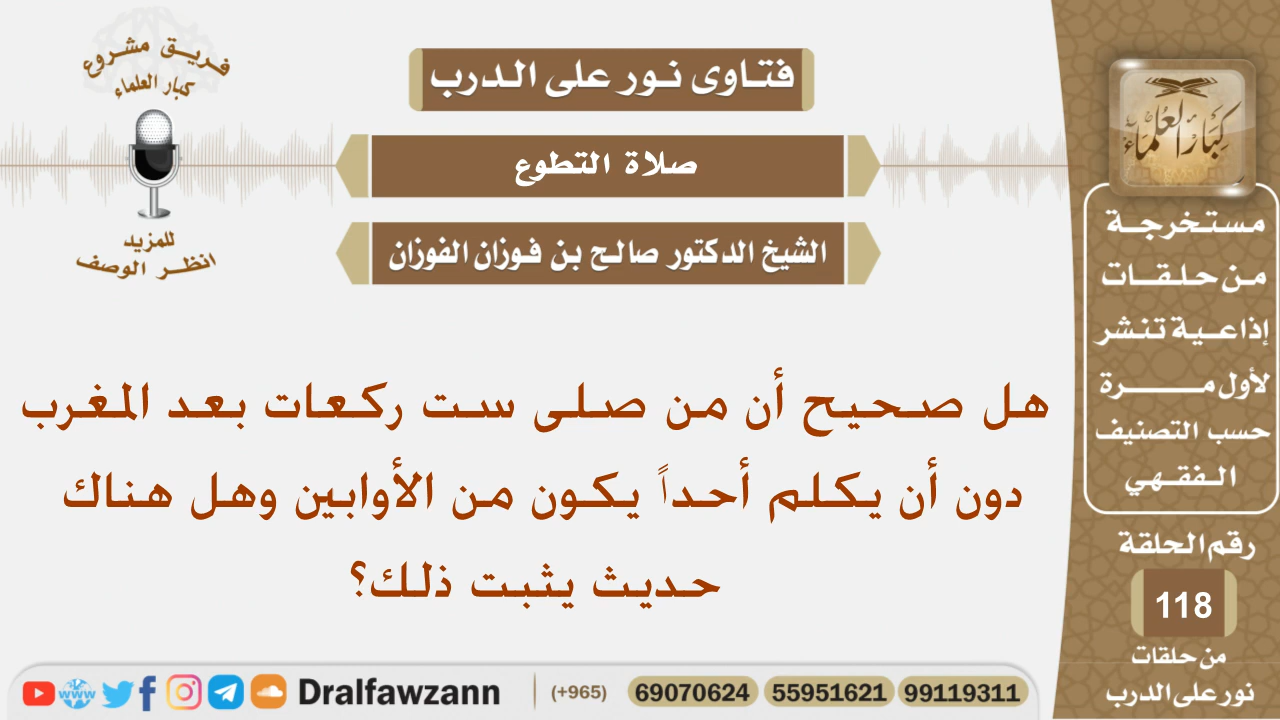 فريق مشروع
كبار العلماء
للمزيد
انظر الوصف
فتاوى نور على الدرب
صلاة التطوع
الشيخ الدكتور صالح بن فوزان الفوزان
هل صحيح أن من صلى ست ركعات بعد المغرب
دون أن يكلم أحداً يكون من الأوابين وهل هناك
حديث يثبت ذلك؟
كبار العلماء
مستخرجة
من حلقات
إذاعية تنشر
لأول مرة
حسب التصنيف
الفقهي
رقم الحلقة
118
من حلقات
نور على الدرب
www Dralfawzann (+965) 69070624 55951621 99119311